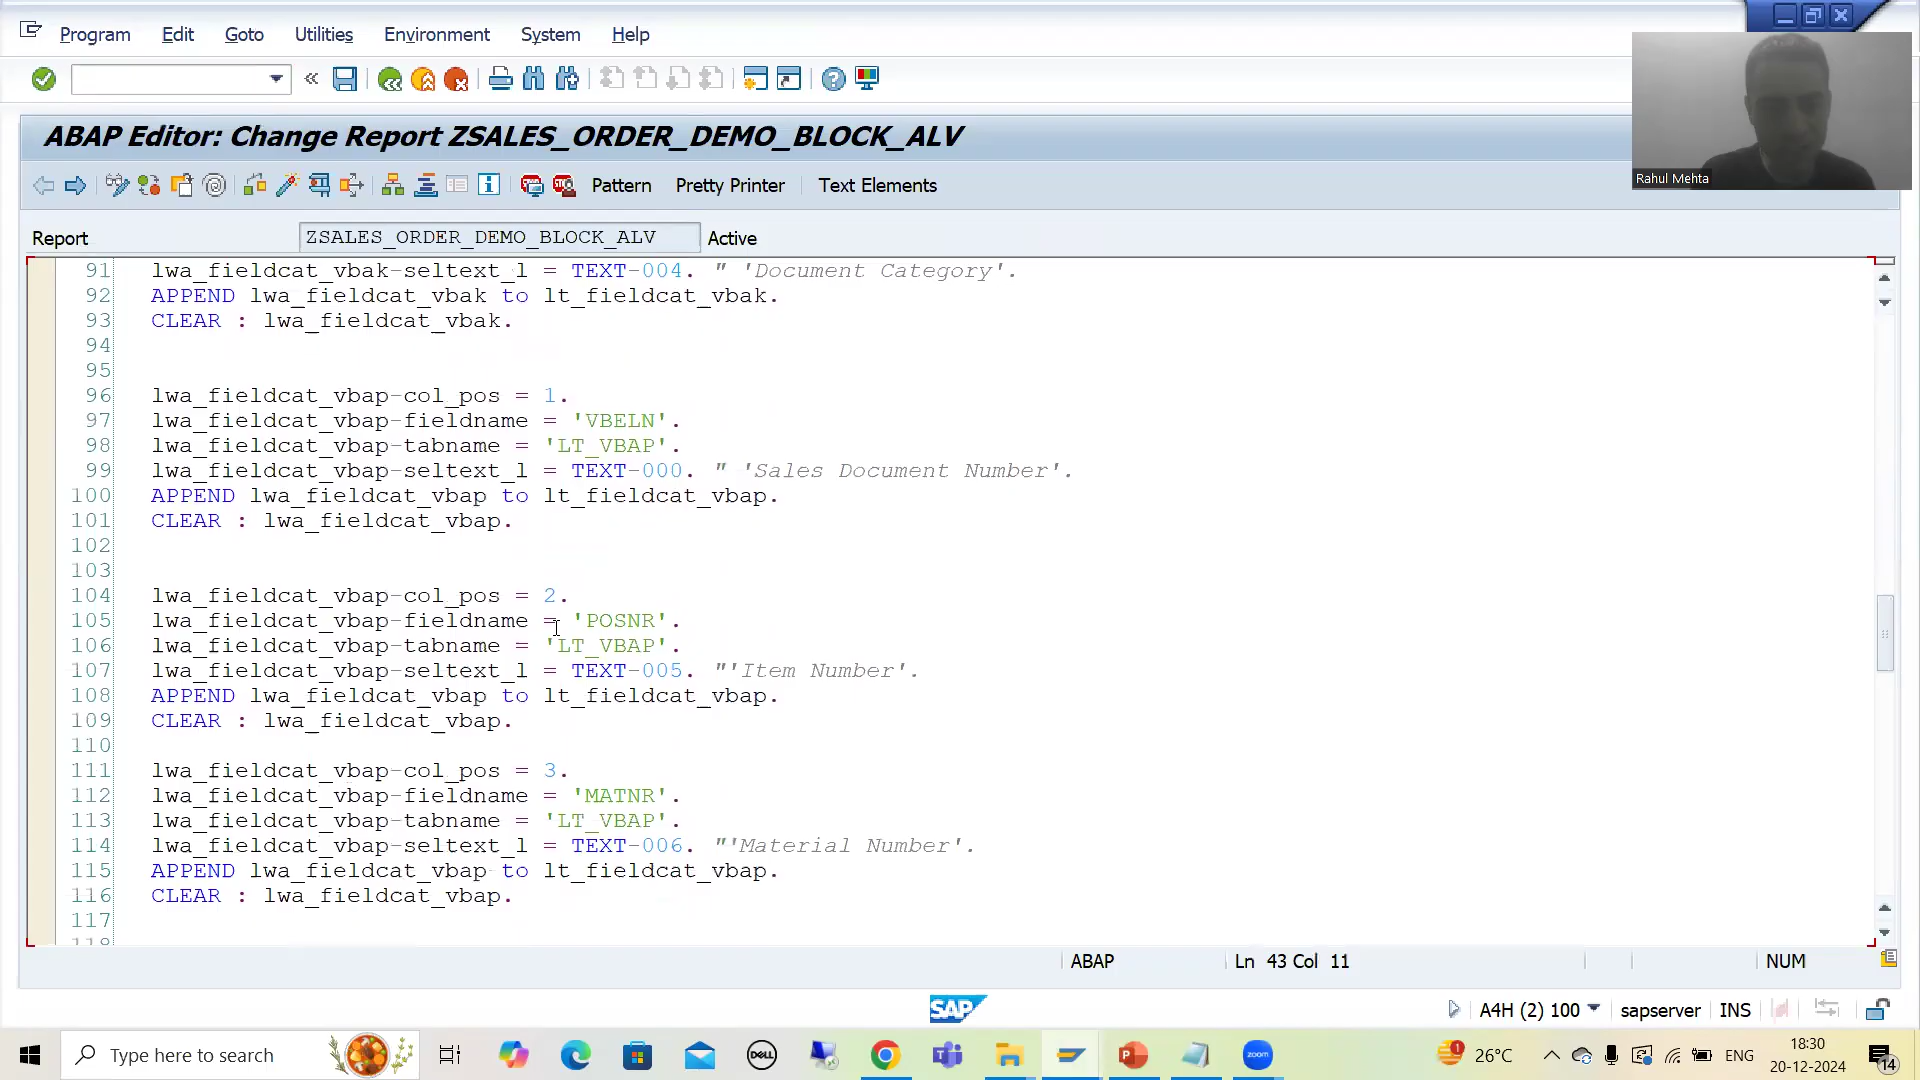 Program Edit Goto Utilities Environment System Help
ABAP Editor: Change Report ZSALES_ORDER_DEMO_BLOCK_ALV
Rahul Mehta
Pattern Pretty Printer Text Elements
Report ZSALES_ORDER_DEMO_BLOCK_ALV Active
91 lwa_fieldcat_vbak-seltext_l = TEXT-004. " 'Document Category'.
92 APPEND lwa_fieldcat_vbak to lt_fieldcat_vbak.
93 CLEAR : lwa_fieldcat_vbak.
94
95
96 lwa_fieldcat_vbap-col_pos = 1.
97 lwa_fieldcat_vbap-fieldname = 'VBELN'.
98 lwa_fieldcat_vbap-tabname = 'LT_VBAP'.
99 lwa_fieldcat_vbap-seltext_l = TEXT-000. " 'Sales Document Number'.
100 APPEND lwa_fieldcat_vbap to lt_fieldcat_vbap.
101 CLEAR : lwa_fieldcat_vbap.
102
103
104 lwa_fieldcat_vbap-col_pos = 2.
105 lwa_fieldcat_vbap-fieldname = 'POSNR'.
106 lwa_fieldcat_vbap-tabname = 'LT_VBAP'.
107 lwa_fieldcat_vbap-seltext_l = TEXT-005. "'Item Number'.
108 APPEND lwa_fieldcat_vbap to lt_fieldcat_vbap.
109 CLEAR : lwa_fieldcat_vbap.
110
111 lwa_fieldcat_vbap-col_pos = 3.
112 lwa_fieldcat_vbap-fieldname = 'MATNR'.
113 lwa_fieldcat_vbap-tabname = 'LT_VBAP'.
114 lwa_fieldcat_vbap-seltext_l = TEXT-006. "'Material Number'.
115 APPEND lwa_fieldcat_vbap to lt_fieldcat_vbap.
116 CLEAR : lwa_fieldcat_vbap.
117
118
ABAP Ln 43 Col 11 NUM
SAP A4H (2) 100 sapserver INS
Type here to search DELL zoom 1 26°C ENG 18:30
20-12-2024 14